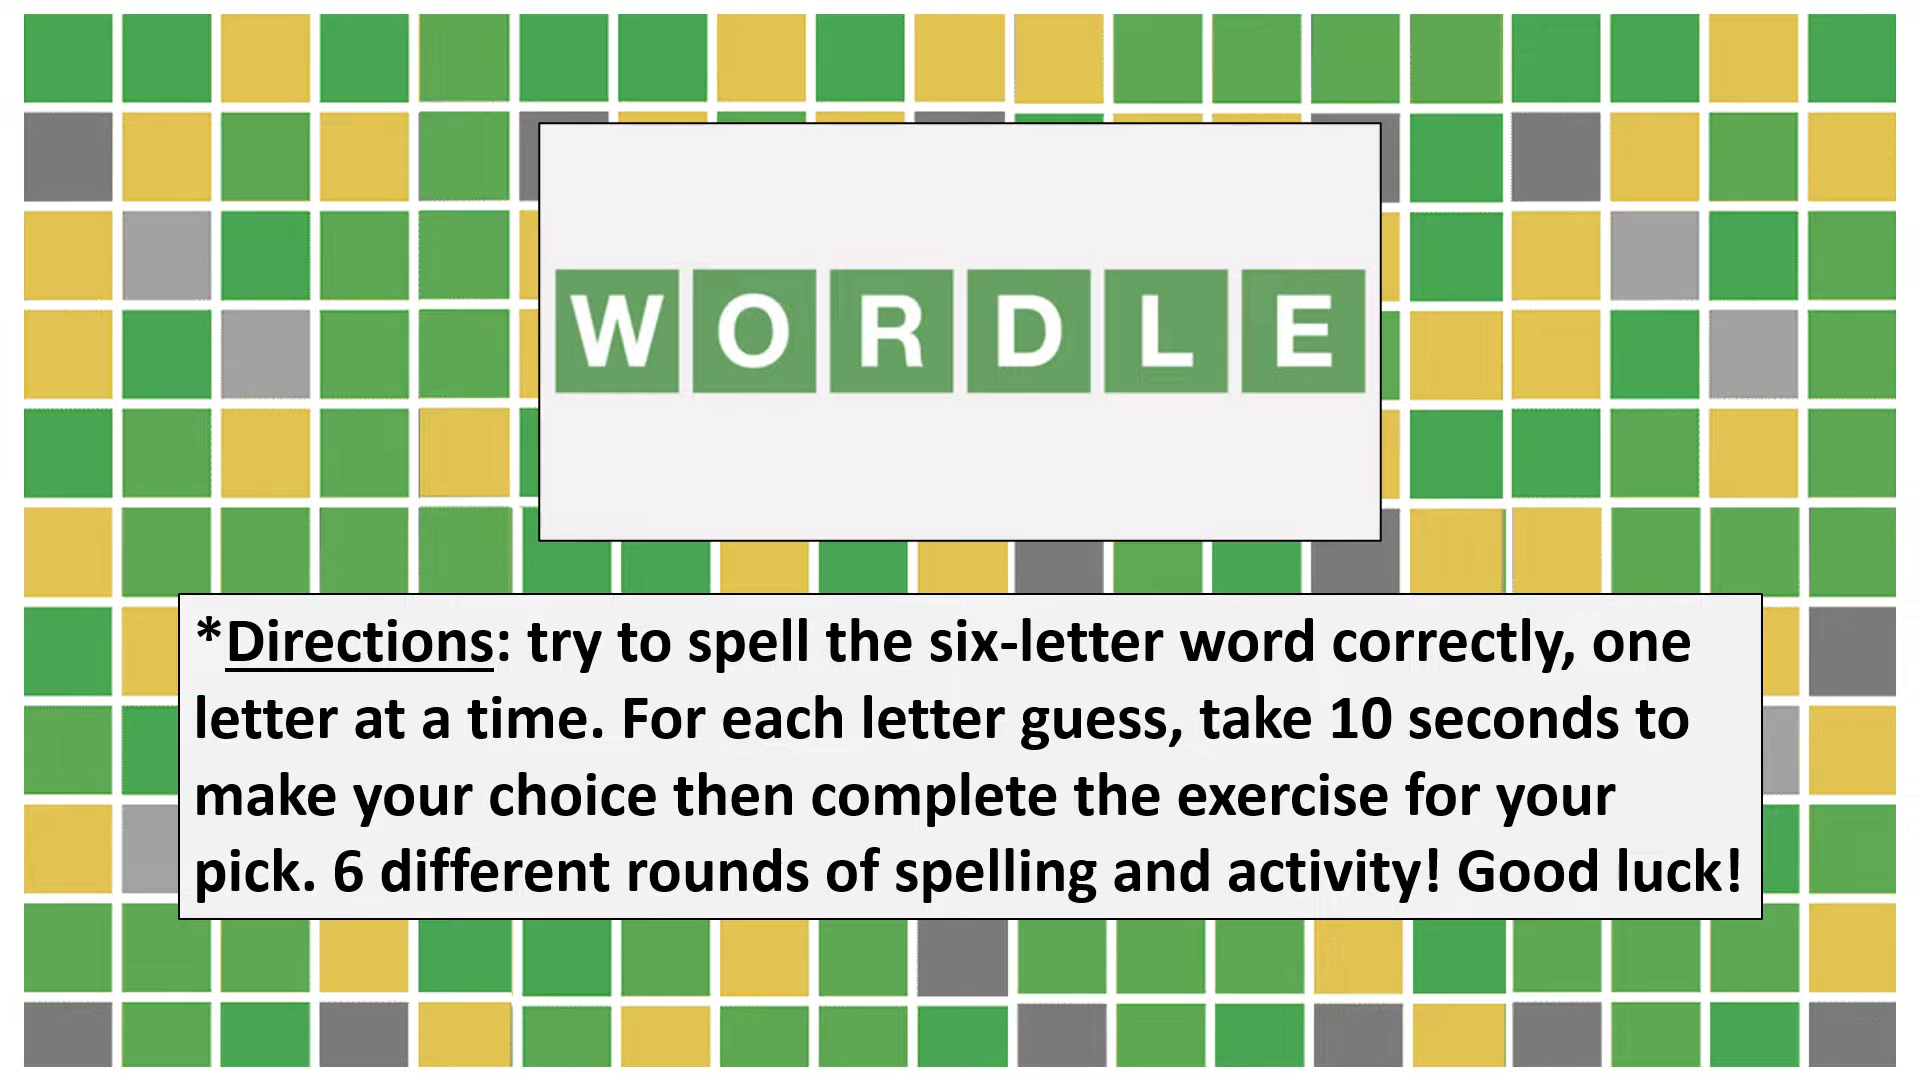 WORDLE
*Directions: try to spell the six-letter word correctly, one
letter at a time. For each letter guess, take 10 seconds to
make your choice then complete the exercise for your
pick. 6 different rounds of spelling and activity! Good luck!